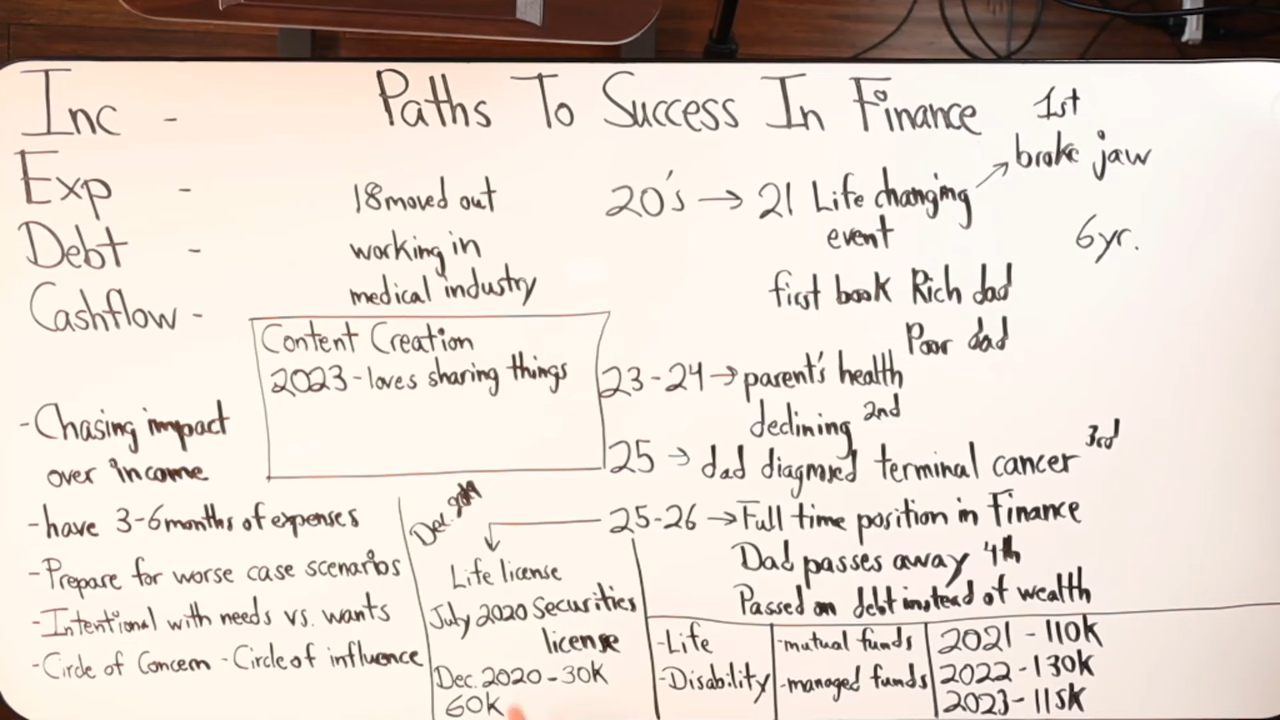 Paths To Success In Finance
Inc -
Exp -
Debt -
Cashflow -
18 moved out
working in
medical industry
20's → 21 Life changing
event
1st
broke jaw
6yr.
first book Rich dad
Poor dad
Content Creation
2023 - loves sharing things
23-24 → parent's health
declining 2nd
25 → dad diagnosed terminal cancer 3rd
25-26 → Full time position in Finance
Dad passes away 4th
Passed on debt instead of wealth
- Chasing impact
over income
- have 3-6 months of expenses
- Prepare for worse case scenarios
- Intentional with needs vs. wants
- Circle of Concern - Circle of influence
Dec. 2019
Life license
July 2020 Securities
license
Dec. 2020 - 30K
60K
- Life
- Disability
- mutual funds
- managed funds
2021 - 110K
2022 - 130K
2023 - 115K